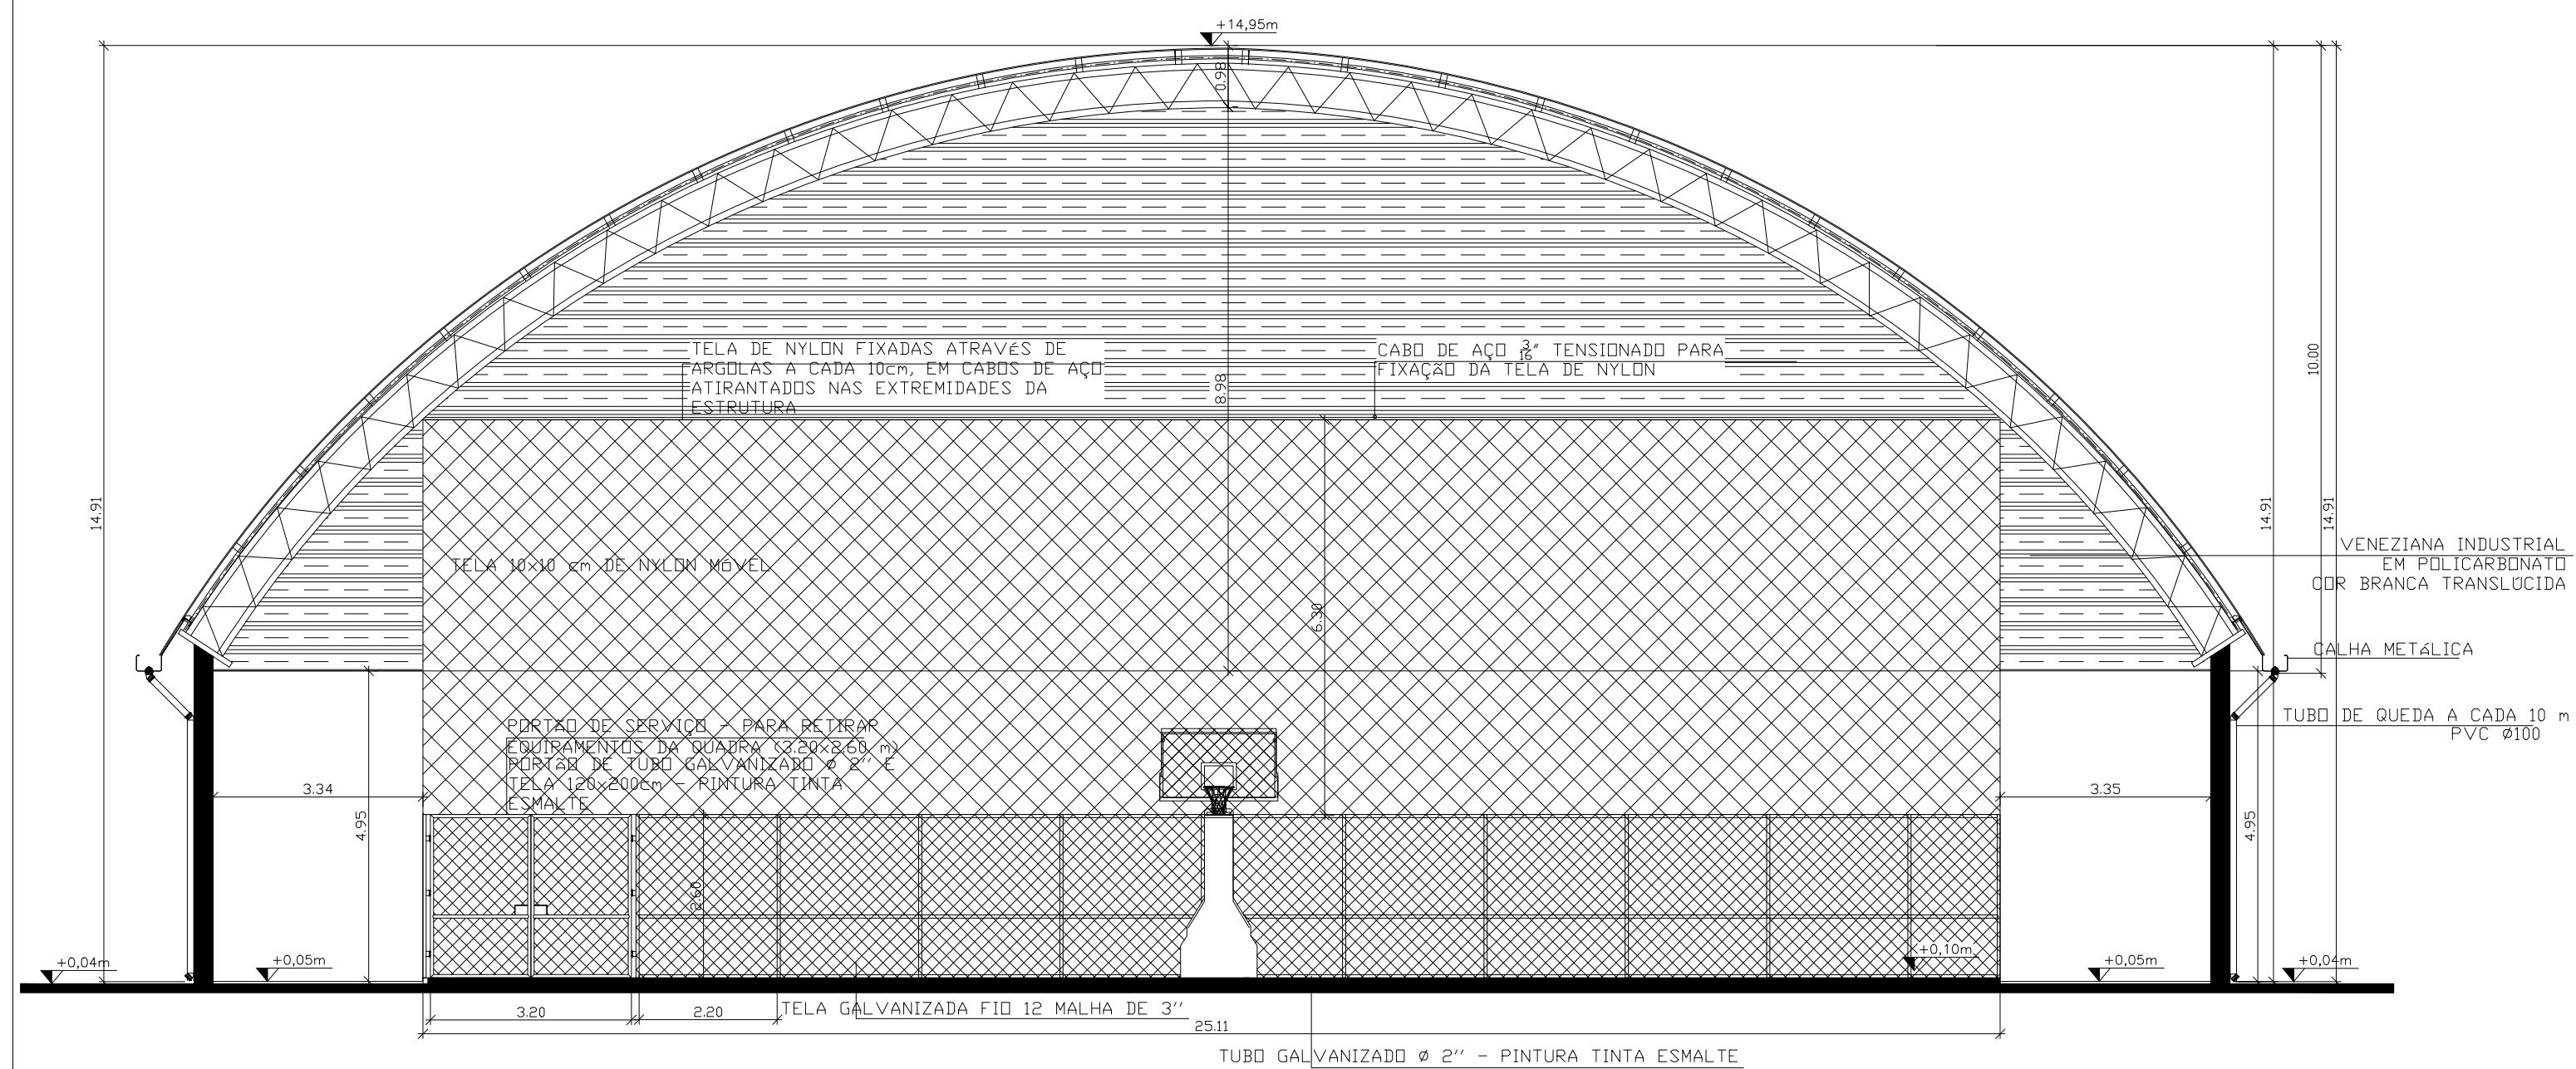 +14,95m
0.98
TELA DE NYLON FIXADAS ATRAVÉS DE
ARGOLAS A CADA 10cm, EM CABOS DE AÇO
ATIRANTADOS NAS EXTREMIDADES DA
ESTRUTURA
CABO DE AÇO 3/16" TENSIONADO PARA
FIXAÇÃO DA TELA DE NYLON
8.98
10.00
14.91
14.91
14.91
VENEZIANA INDUSTRIAL
EM POLICARBONATO
COR BRANCA TRANSLÚCIDA
TELA 10x10 cm DE NYLON MÓVEL
6.30
CALHA METÁLICA
TUBO DE QUEDA A CADA 10 m
PVC Ø100
PORTÃO DE SERVIÇO - PARA RETIRAR
EQUIPAMENTOS DA QUADRA (3.20x2,60 m)
PORTÃO DE TUBO GALVANIZADO Ø 2'' E
TELA 120x200cm - PINTURA TINTA
ESMALTE
3.34
3.35
4.95
4.95
2.60
+0,04m
+0,05m
+0,10m
+0,05m
+0,04m
3.20
2.20
TELA GALVANIZADA FIO 12 MALHA DE 3''
25.11
TUBO GALVANIZADO Ø 2'' - PINTURA TINTA ESMALTE